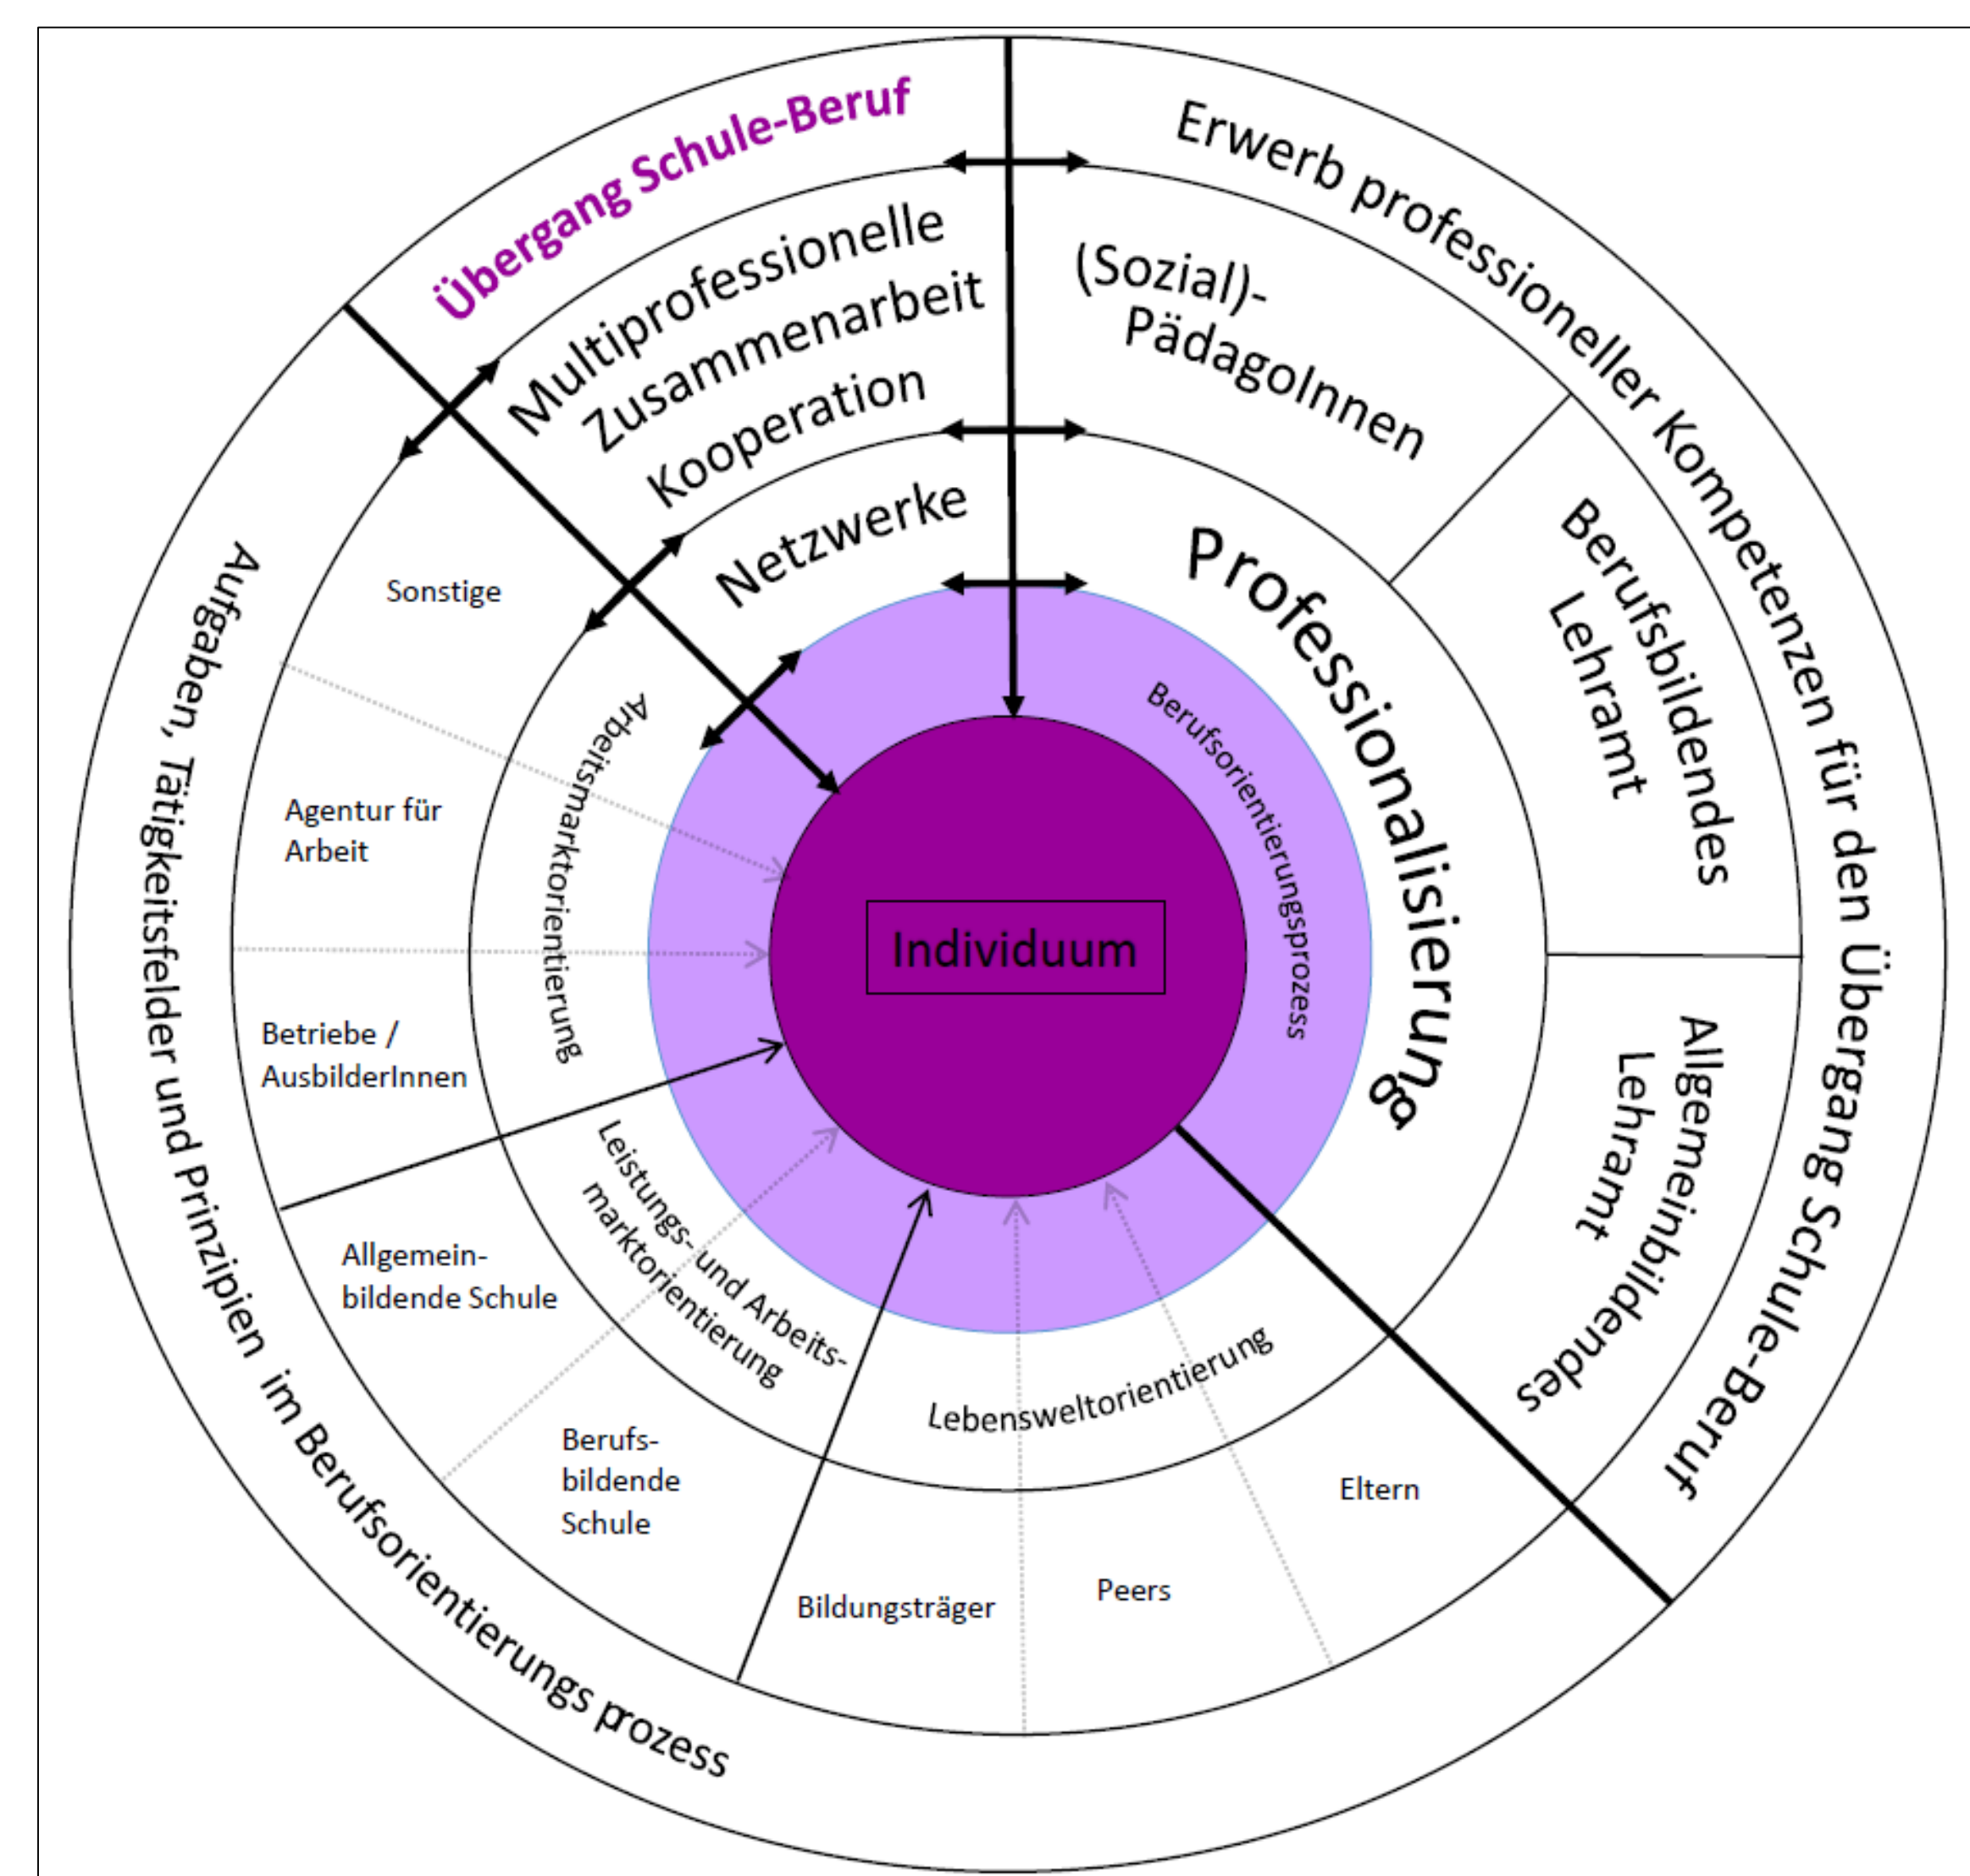 Übergang Schule-Beruf
Multiprofessionelle
Zusammenarbeit
Kooperation
Netzwerke
Erwerb professioneller Kompetenzen für den Übergang Schule-Beruf
(Sozial)-
PädagoInnen
Berufsbildendes
Lehramt
Allgemeinbildendes
Lehramt
Professionalisierung
Berufsorientierungsprozess
Individuum
Aufgaben, Tätigkeitsfelder und Prinzipien im Berufsorientierungs prozess
Sonstige
Agentur für
Arbeit
Betriebe /
AusbilderInnen
Arbeitsmarktorientierung
Allgemein-
bildende Schule
Berufs-
bildende
Schule
Leistungs- und Arbeits-
marktorientierung
Bildungsträger
Peers
Eltern
Lebensweltorientierung